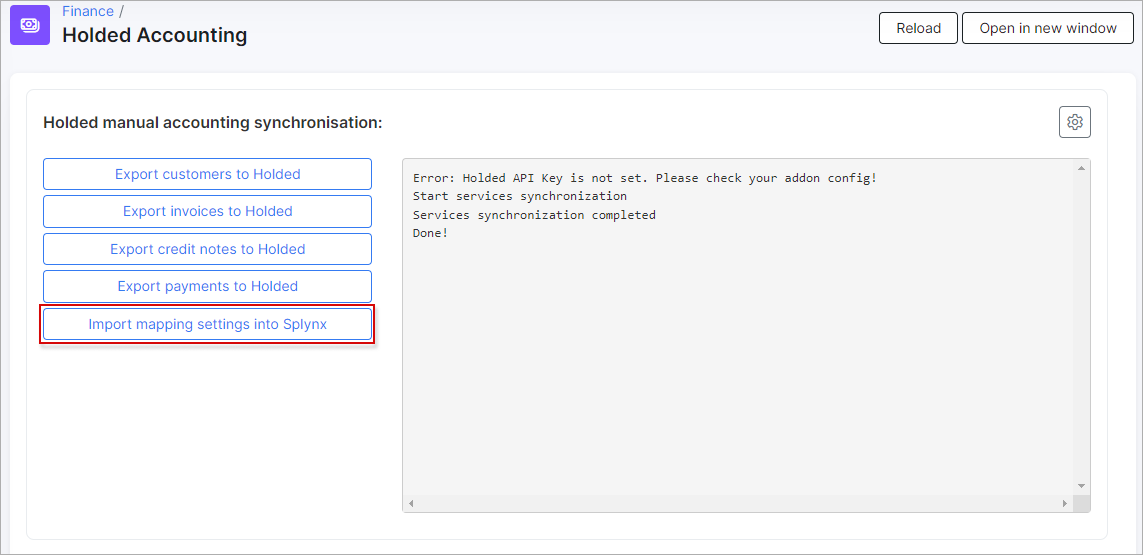 Finance /
Holded Accounting
Reload
Open in new window
Holded manual accounting synchronisation:
Export customers to Holded
Export invoices to Holded
Export credit notes to Holded
Export payments to Holded
Import mapping settings into Splynx
Error: Holded API Key is not set. Please check your addon config!
Start services synchronization
Services synchronization completed
Done!